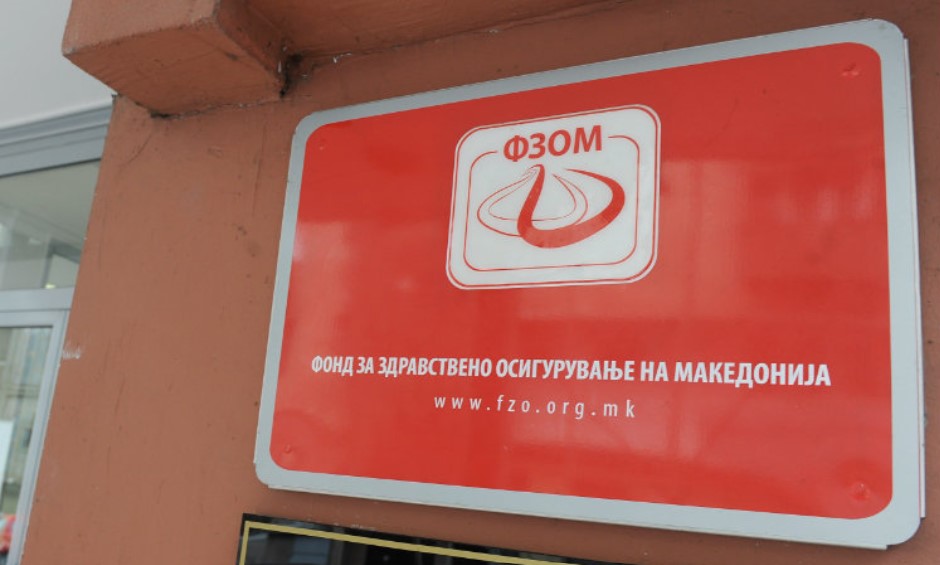 ФЗОМ
ФОНД ЗА ЗДРАВСТВЕНО ОСИГУРУВАЊЕ НА МАКЕДОНИЈА
www.fzo.org.mk